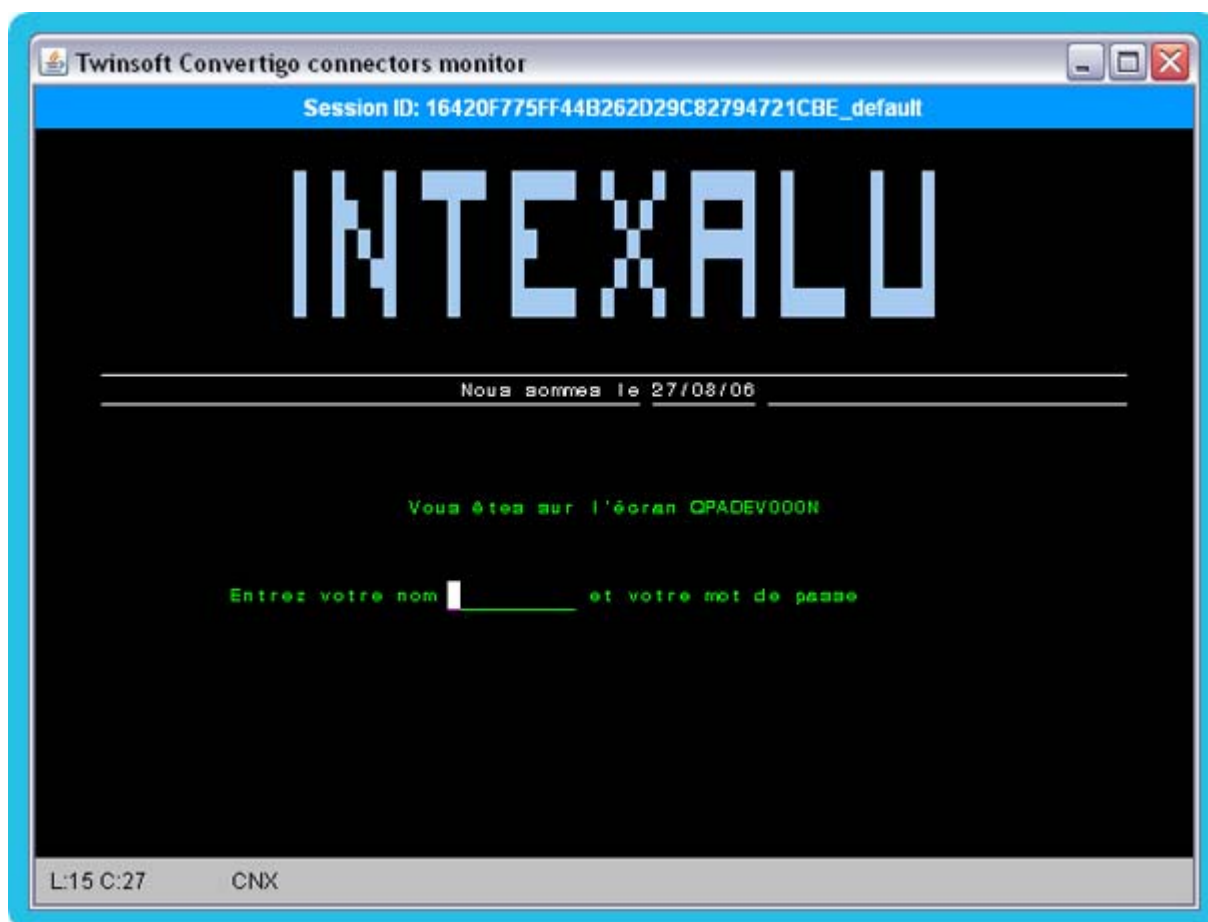 Twinsoft Convertigo connectors monitor
Session ID: 16420F775FF44B262D29C82794721CBE_default
INTEXALU
Nous sommes le 27/03/06
Vous êtes sur l'écran QPADEV000N
Entrez votre nom et votre mot de passe
L:15 C:27 CNX